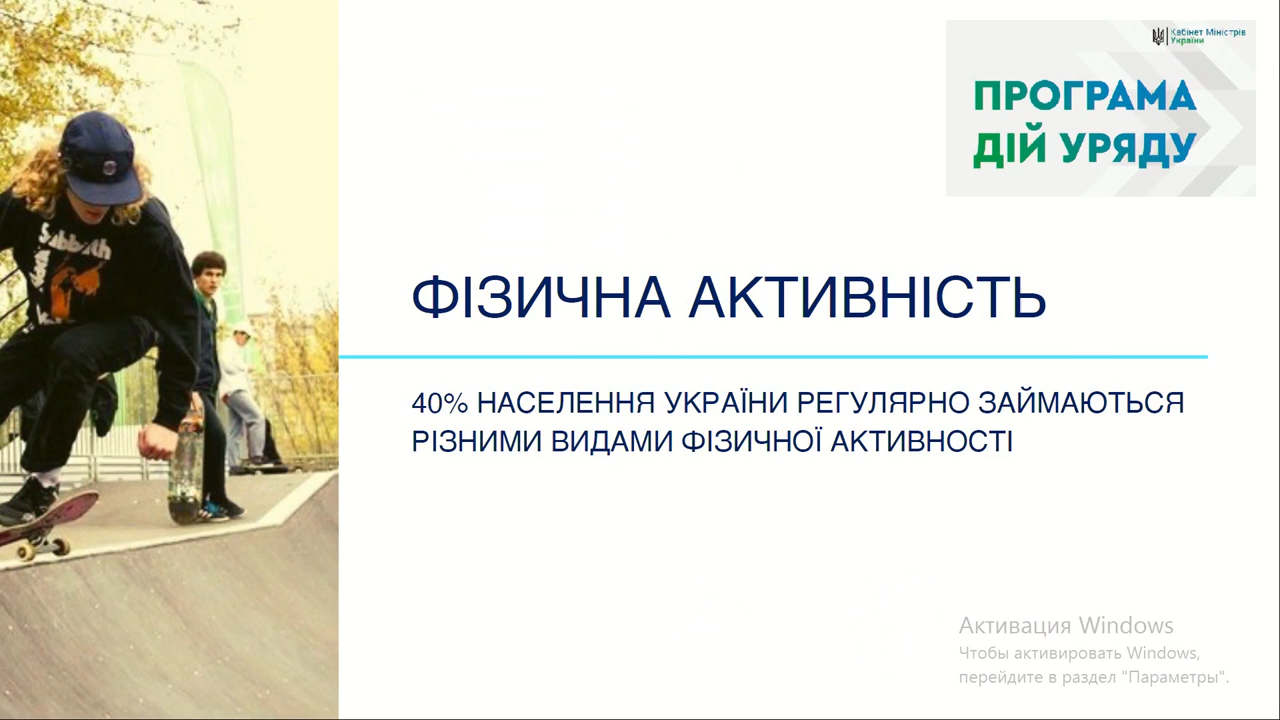 Кабінет Міністрів
України
ПРОГРАМА
ДІЙ УРЯДУ
Sabbath
ФІЗИЧНА АКТИВНІСТЬ
40% НАСЕЛЕННЯ УКРАЇНИ РЕГУЛЯРНО ЗАЙМАЮТЬСЯ
РІЗНИМИ ВИДАМИ ФІЗИЧНОЇ АКТИВНОСТІ
Активация Windows
Чтобы активировать Windows,
перейдите в раздел "Параметры".